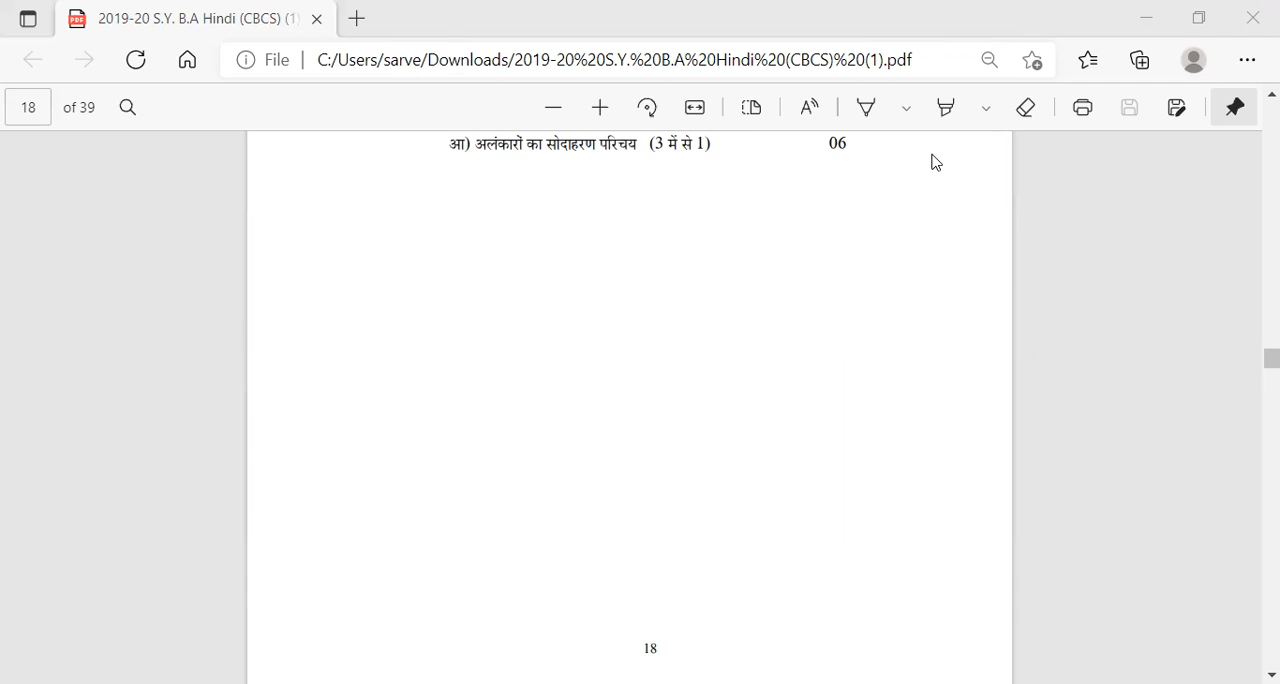 2019-20 S.Y. B.A Hindi (CBCS) (1)
File | C:/Users/sarve/Downloads/2019-20%20S.Y.%20B.A%20Hindi%20(CBCS)%20(1).pdf
18 of 39
आ) अलंकारों का सोदाहरण परिचय (3 में से 1) 06
18